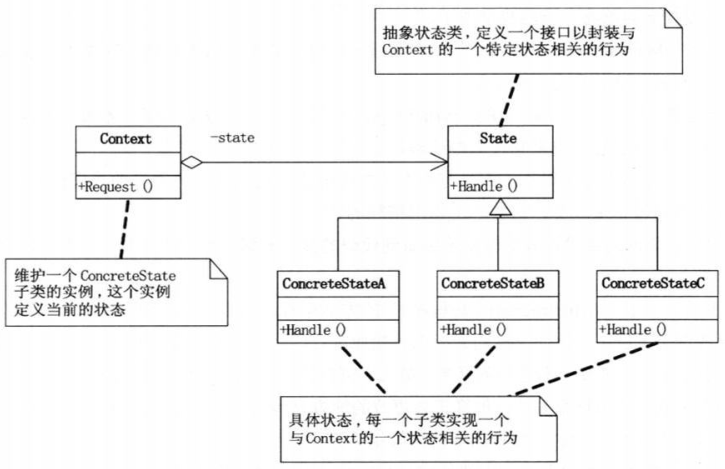 抽象状态类，定义一个接口以封装与
Context 的一个特定状态相关的行为
Context
-state
State
+Request ()
+Handle ()
维护一个 ConcreteState
子类的实例，这个实例
定义当前的状态
ConcreteStateA
ConcreteStateB
ConcreteStateC
+Handle ()
+Handle ()
+Handle ()
具体状态，每一个子类实现一个
与Context的一个状态相关的行为